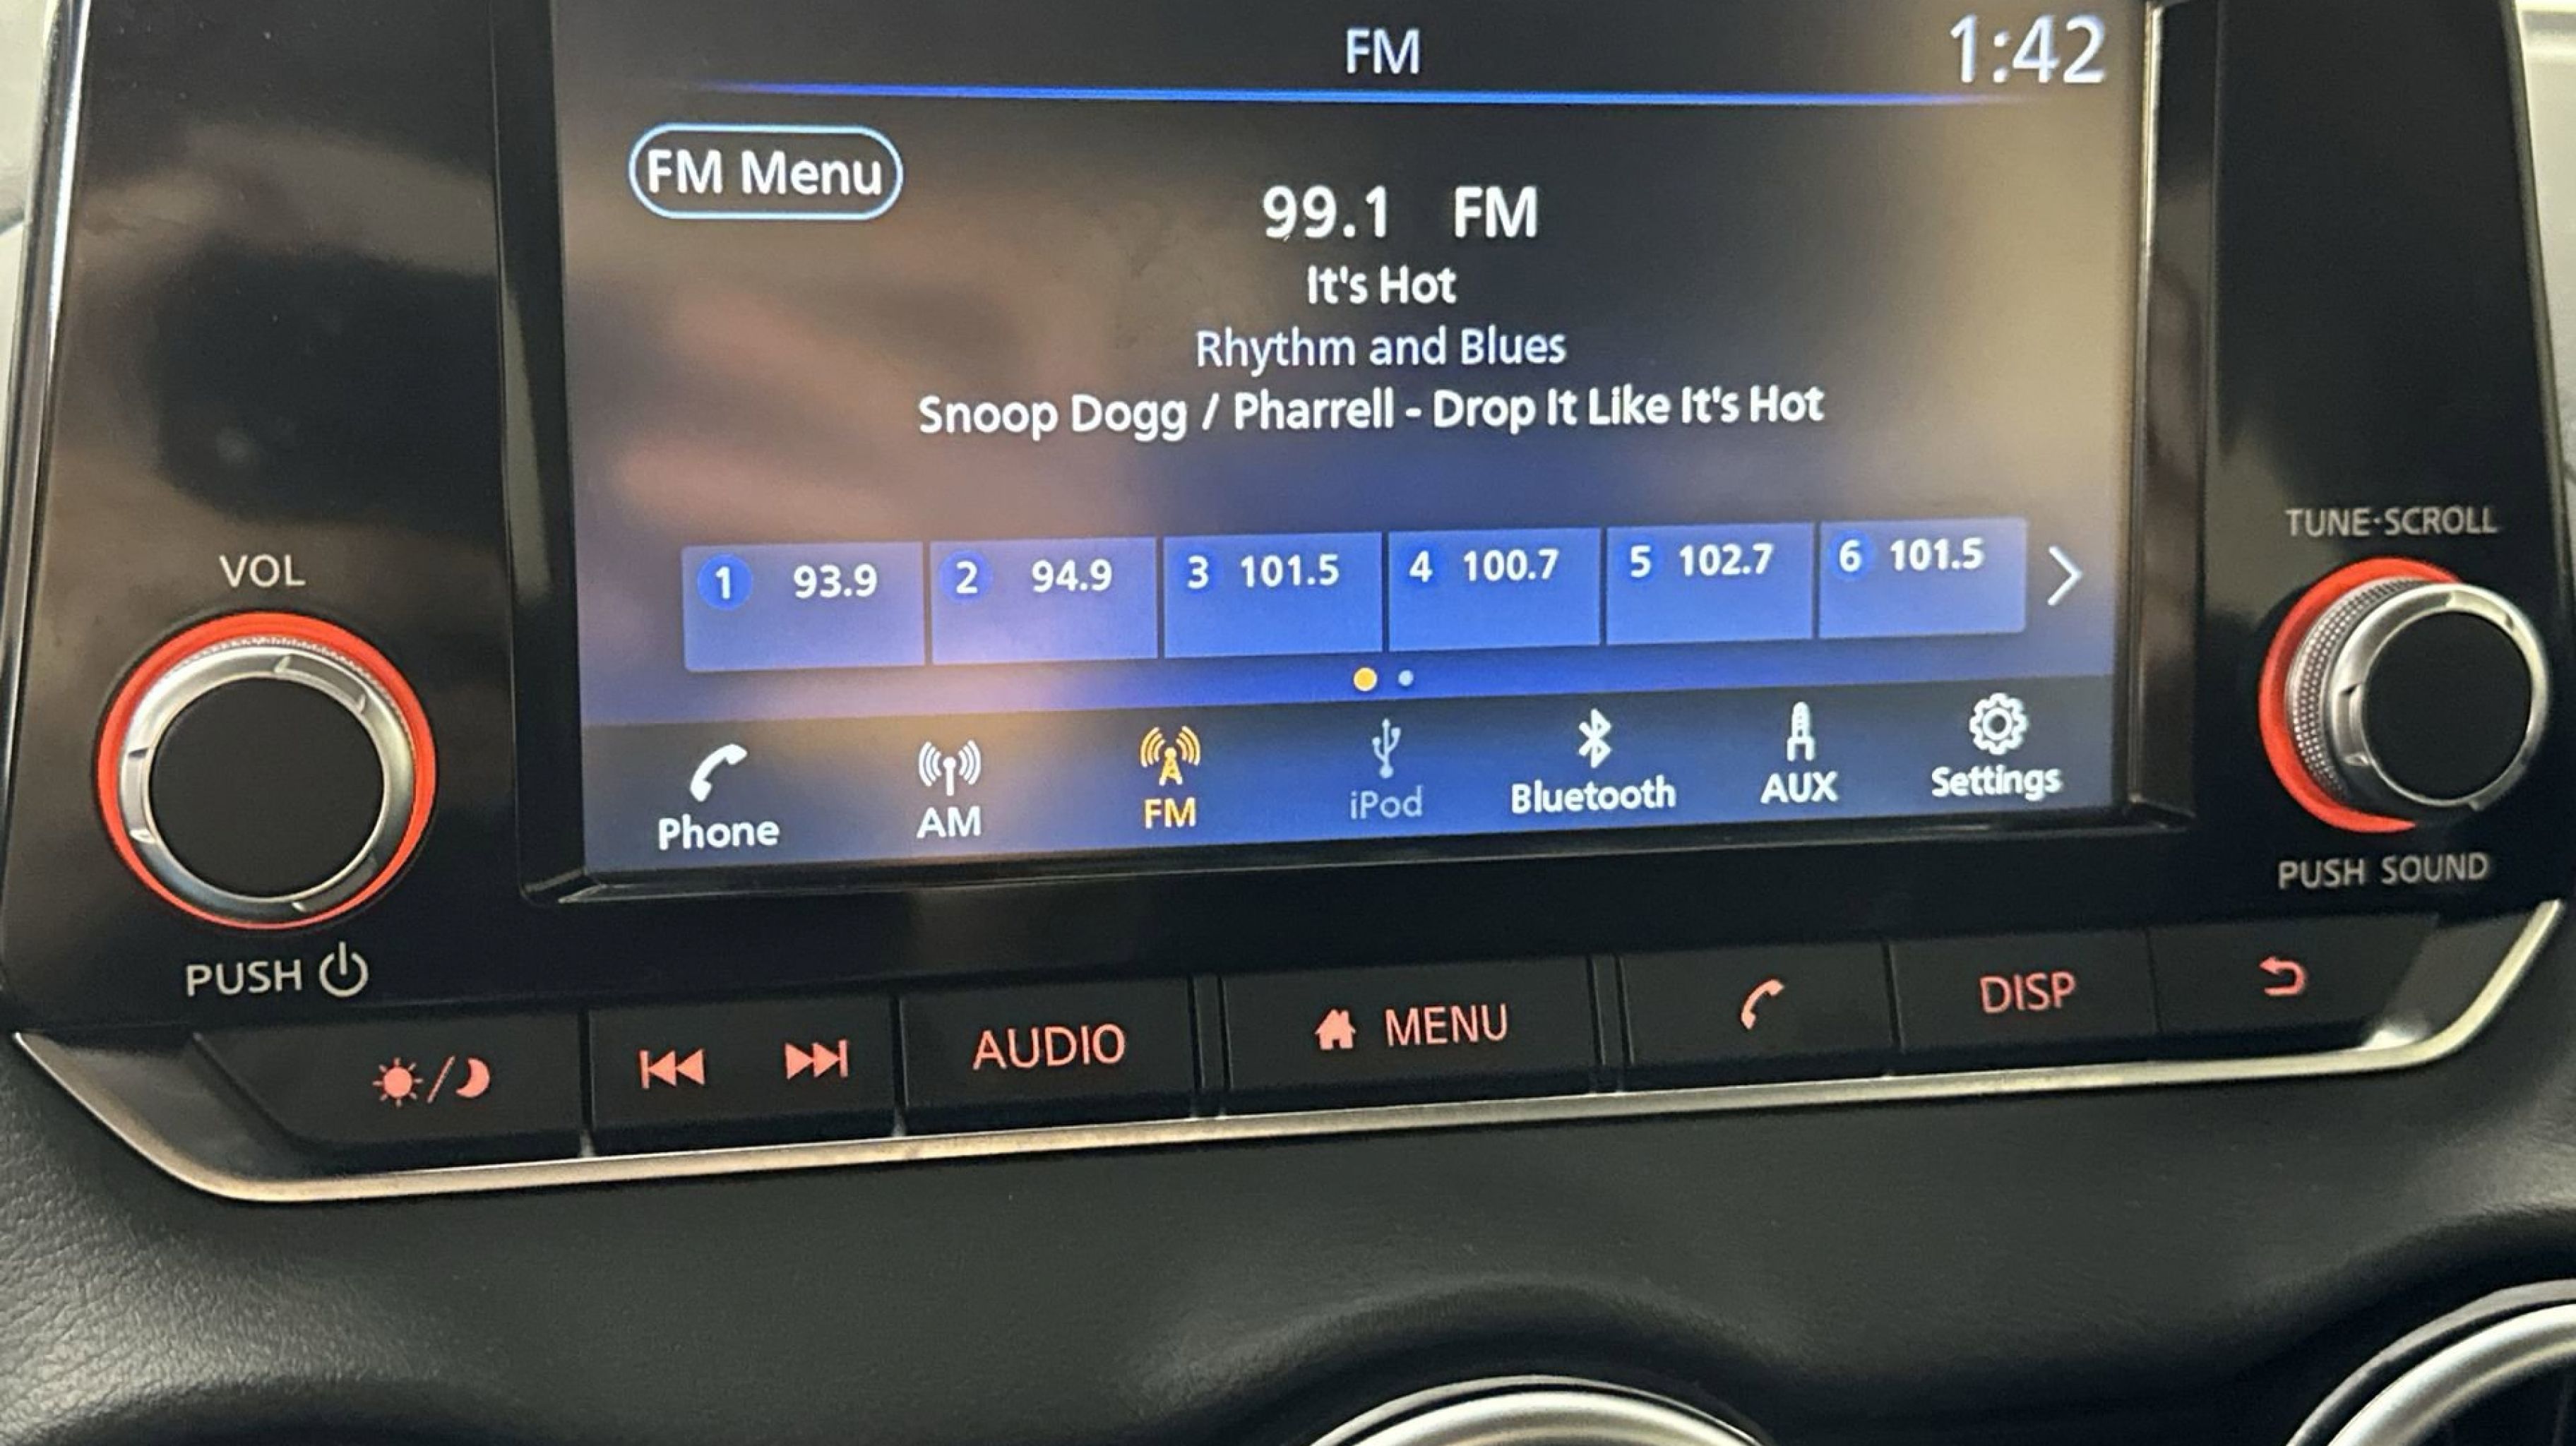 FM 1:42
FM Menu
99.1 FM
It's Hot
Rhythm and Blues
Snoop Dogg / Pharrell - Drop It Like It's Hot
1 93.9 2 94.9 3 101.5 4 100.7 5 102.7 6 101.5
Phone AM FM iPod Bluetooth AUX Settings
VOL
PUSH
TUNE·SCROLL
PUSH SOUND
AUDIO MENU DISP